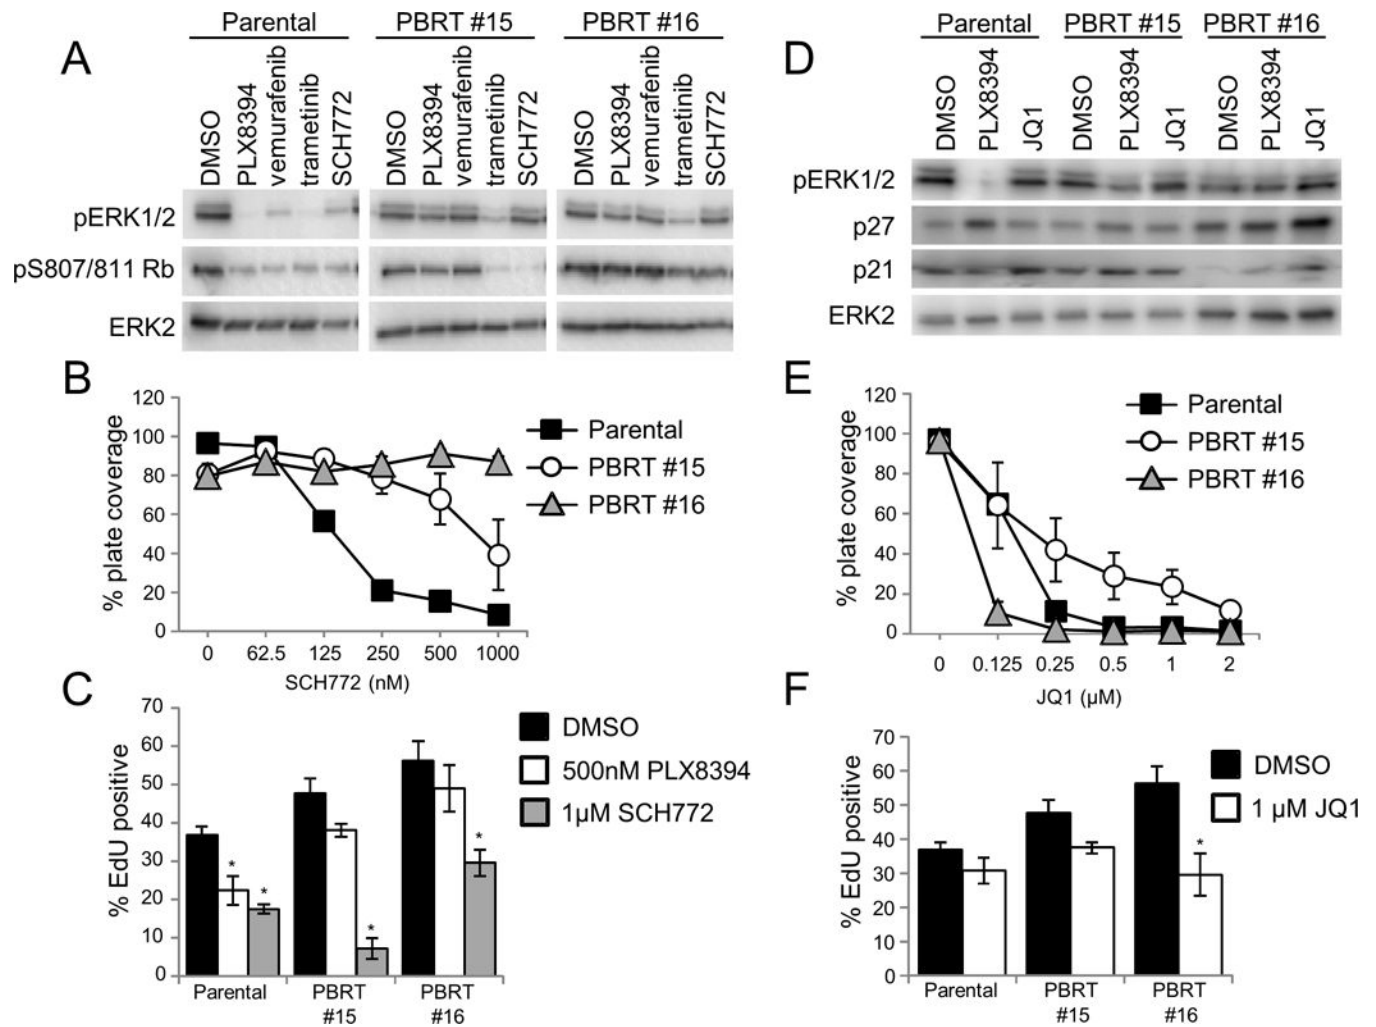 A
Parental
PBRT #15
PBRT #16
DMSO
PLX8394
vemurafenib
trametinib
SCH772
DMSO
PLX8394
vemurafenib
trametinib
SCH772
DMSO
PLX8394
vemurafenib
trametinib
SCH772
pERK1/2
pS807/811 Rb
ERK2
B
% plate coverage
120
100
80
60
40
20
0
0 62.5 125 250 500 1000
SCH772 (nM)
Parental
PBRT #15
PBRT #16
C
% EdU positive
70
60
50
40
30
20
10
0
* * * *
Parental PBRT PBRT
#15 #16
DMSO
500nM PLX8394
1µM SCH772
D
Parental
PBRT #15
PBRT #16
DMSO
PLX8394
JQ1
DMSO
PLX8394
JQ1
DMSO
PLX8394
JQ1
pERK1/2
p27
p21
ERK2
E
% plate coverage
120
100
80
60
40
20
0
0 0.125 0.25 0.5 1 2
JQ1 (µM)
Parental
PBRT #15
PBRT #16
F
% EdU positive
70
60
50
40
30
20
10
0
*
Parental PBRT PBRT
#15 #16
DMSO
1 µM JQ1